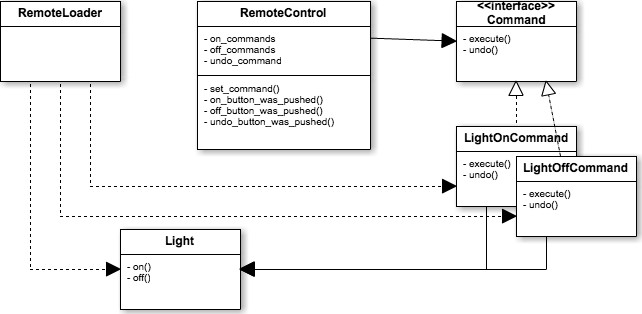 RemoteLoader
RemoteControl
- on_commands
- off_commands
- undo_command
- set_command()
- on_button_was_pushed()
- off_button_was_pushed()
- undo_button_was_pushed()
<<interface>>
Command
- execute()
- undo()
LightOnCommand
- execute()
- undo()
LightOffCommand
- execute()
- undo()
Light
- on()
- off()